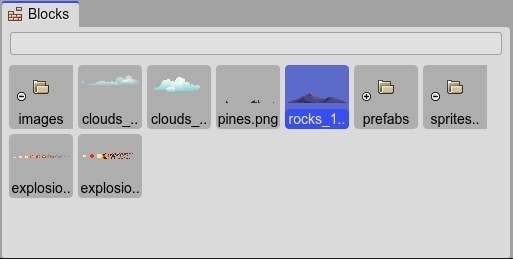 Blocks
images
clouds_..
clouds_..
pines.png
rocks_1..
prefabs
sprites..
explosio..
explosio..